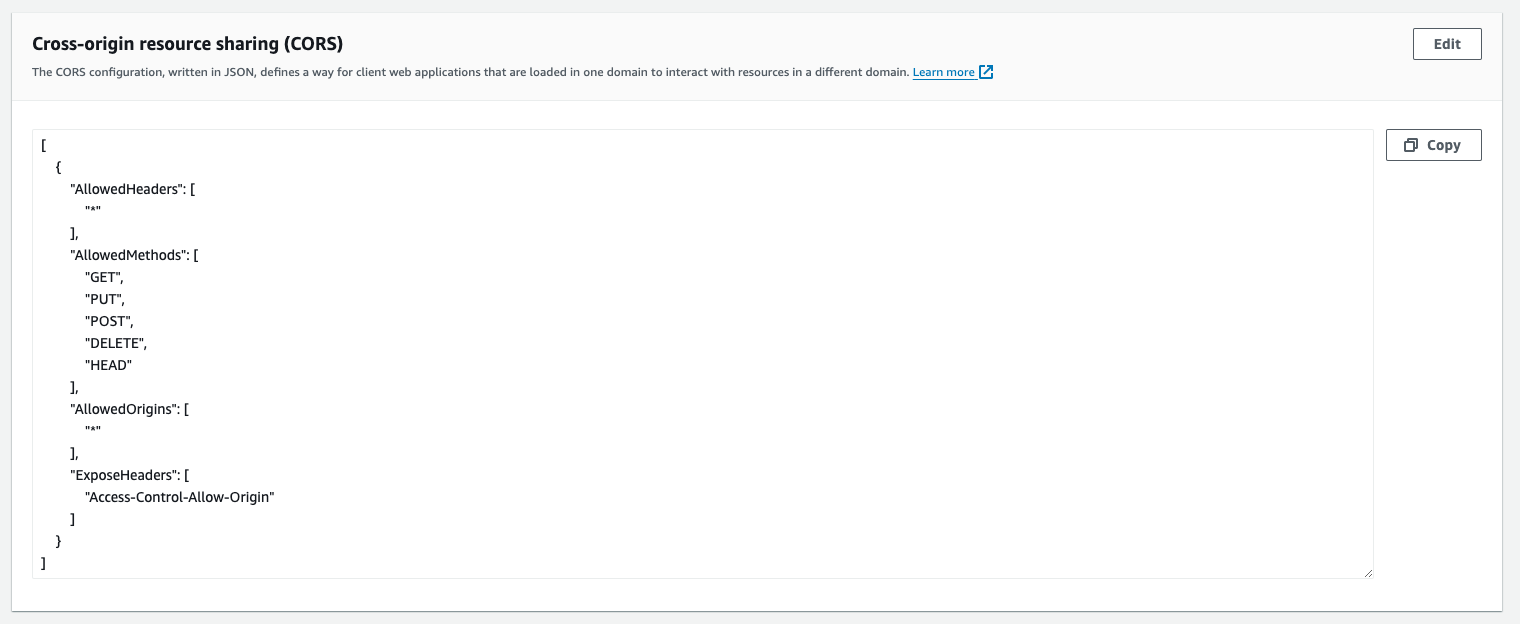 Cross-origin resource sharing (CORS)
Edit
The CORS configuration, written in JSON, defines a way for client web applications that are loaded in one domain to interact with resources in a different domain. Learn more
[
{
"AllowedHeaders": [
"*"
],
"AllowedMethods": [
"GET",
"PUT",
"POST",
"DELETE",
"HEAD"
],
"AllowedOrigins": [
"*"
],
"ExposeHeaders": [
"Access-Control-Allow-Origin"
]
}
]
Copy